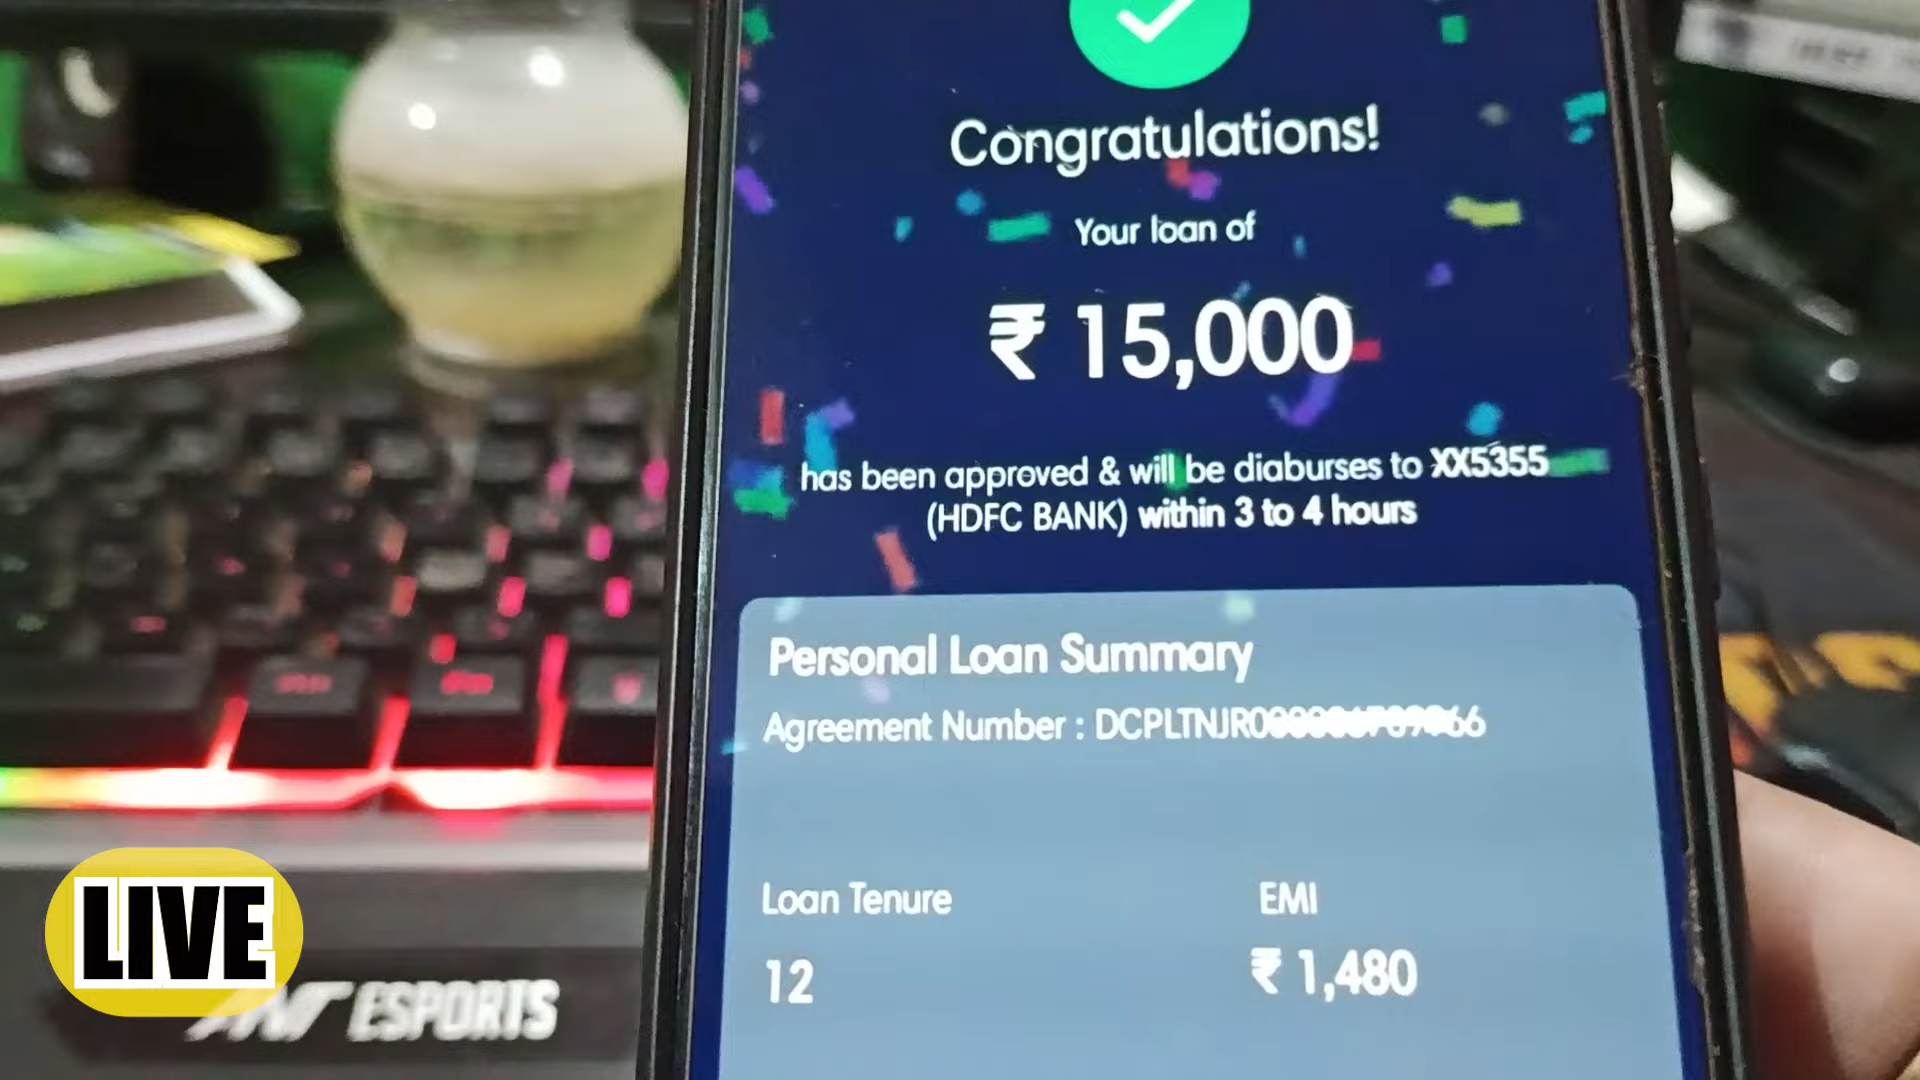 Congratulations!
Your loan of
₹ 15,000
has been approved & will be diaburses to XX5355
(HDFC BANK) within 3 to 4 hours
Personal Loan Summary
Agreement Number :
Loan Tenure
EMI
12
₹ 1,480
LIVE
ANT ESPORTS